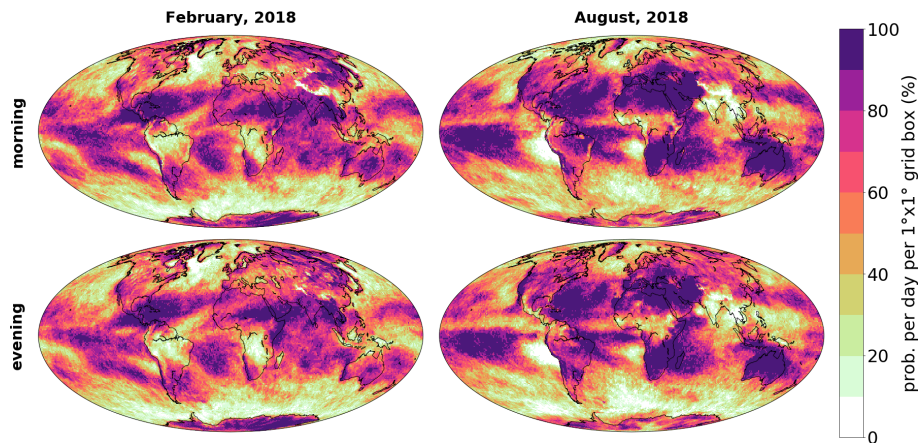 February, 2018
August, 2018
morning
evening
100
80
60
40
20
0
prob. per day per 1°x1° grid box (%)